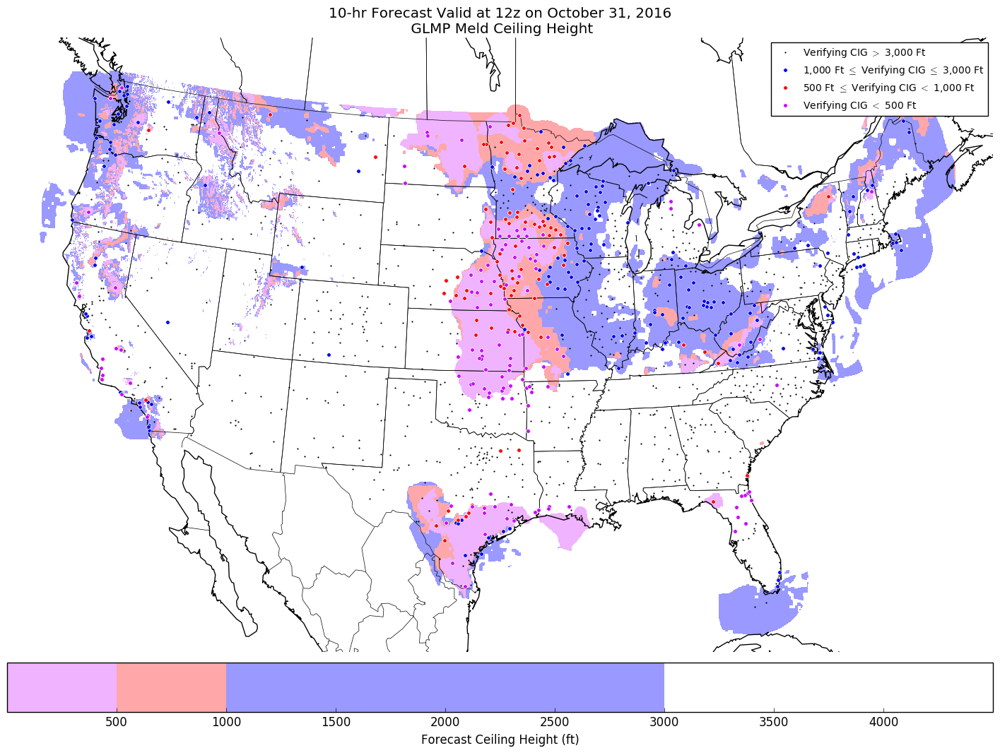 10-hr Forecast Valid at 12z on October 31, 2016
GLMP Meld Ceiling Height
Verifying CIG > 3,000 Ft
1,000 Ft ≤ Verifying CIG ≤ 3,000 Ft
500 Ft ≤ Verifying CIG < 1,000 Ft
Verifying CIG < 500 Ft
500 1000 1500 2000 2500 3000 3500 4000
Forecast Ceiling Height (ft)